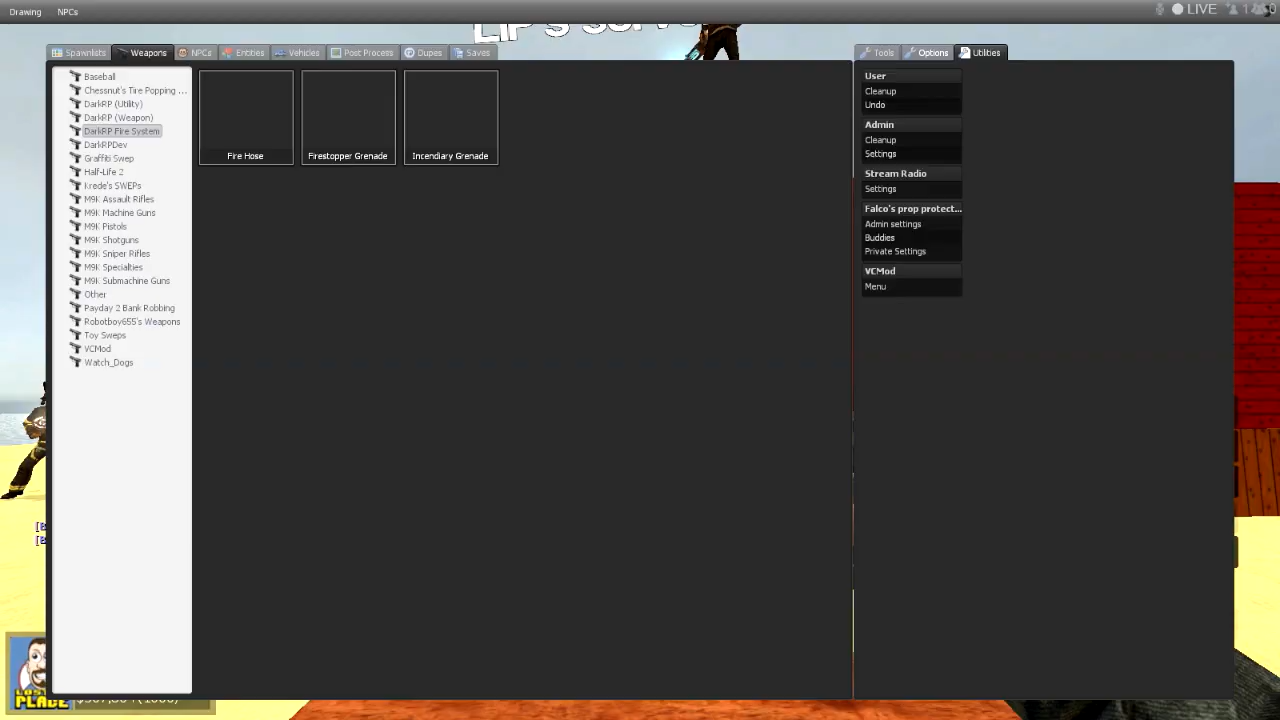 Drawing NPCs
LIVE
Spawnlists Weapons NPCs Entities Vehicles Post Process Dupes Saves
Tools Options Utilities
Baseball
Chessnut's Tire Popping ...
DarkRP (Utility)
DarkRP (Weapon)
DarkRP Fire System
DarkRPDev
Graffiti Swep
Half-Life 2
Krede's SWEPs
M9K Assault Rifles
M9K Machine Guns
M9K Pistols
M9K Shotguns
M9K Sniper Rifles
M9K Specialties
M9K Submachine Guns
Other
Payday 2 Bank Robbing
Robotboy655's Weapons
Toy Sweps
VCMod
Watch_Dogs
Fire Hose Firestopper Grenade Incendiary Grenade
User
Cleanup
Undo
Admin
Cleanup
Settings
Stream Radio
Settings
Falco's prop protect...
Admin settings
Buddies
Private Settings
VCMod
Menu
PLACE